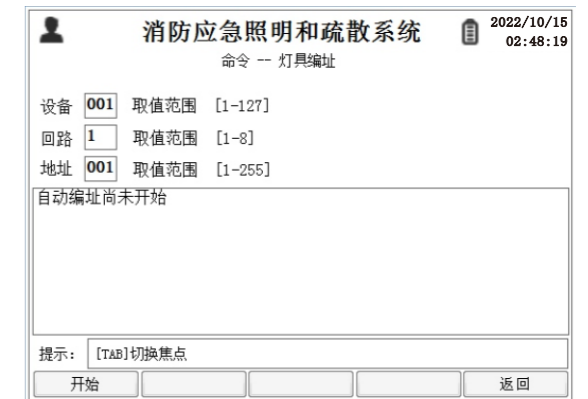 消防应急照明和疏散系统
2022/10/15
02:48:19
命令 -- 灯具编址
设备 001 取值范围 [1-127]
回路 1 取值范围 [1-8]
地址 001 取值范围 [1-255]
自动编址尚未开始
提示： [TAB]切换焦点
开始 返回